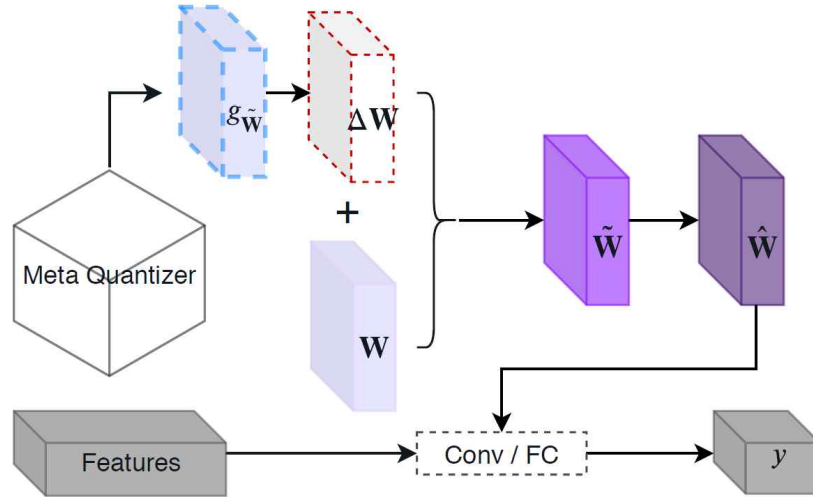 g_W̃
ΔW
+
Meta Quantizer
W
W̃
Ŵ
Features
Conv / FC
y